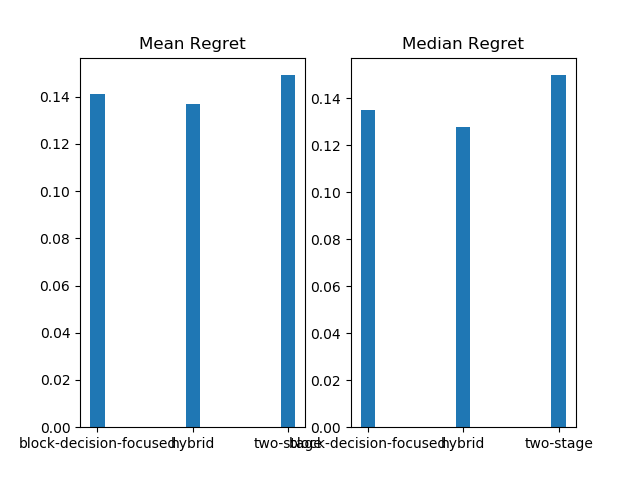 Mean Regret
0.14
0.12
0.10
0.08
0.06
0.04
0.02
0.00
block-decision-focused
hybrid
two-stage
Median Regret
0.14
0.12
0.10
0.08
0.06
0.04
0.02
0.00
block-decision-focused
hybrid
two-stage